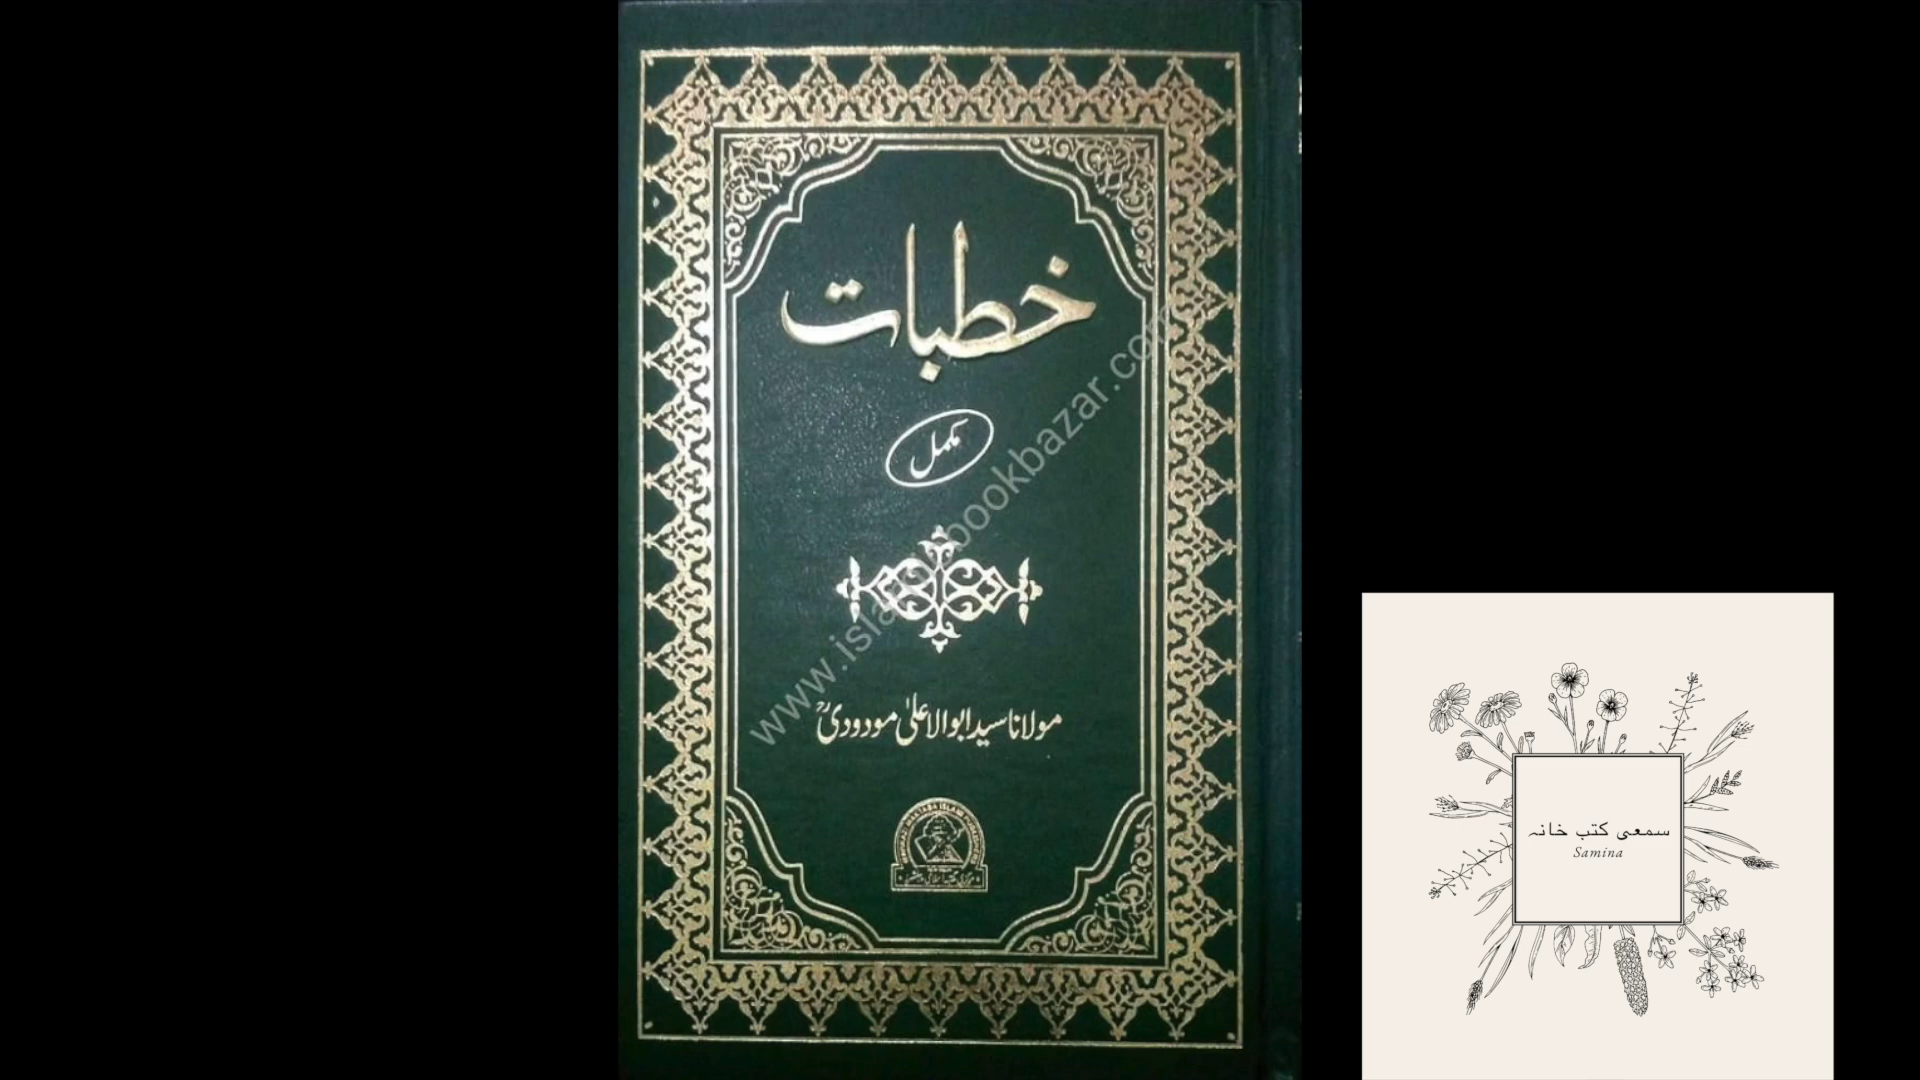 خطبات
مکمل
مولانا سید ابوالاعلیٰ مودودیؒ
www.islamicbookbazar.com
سمعی کتب خانہ
Samina